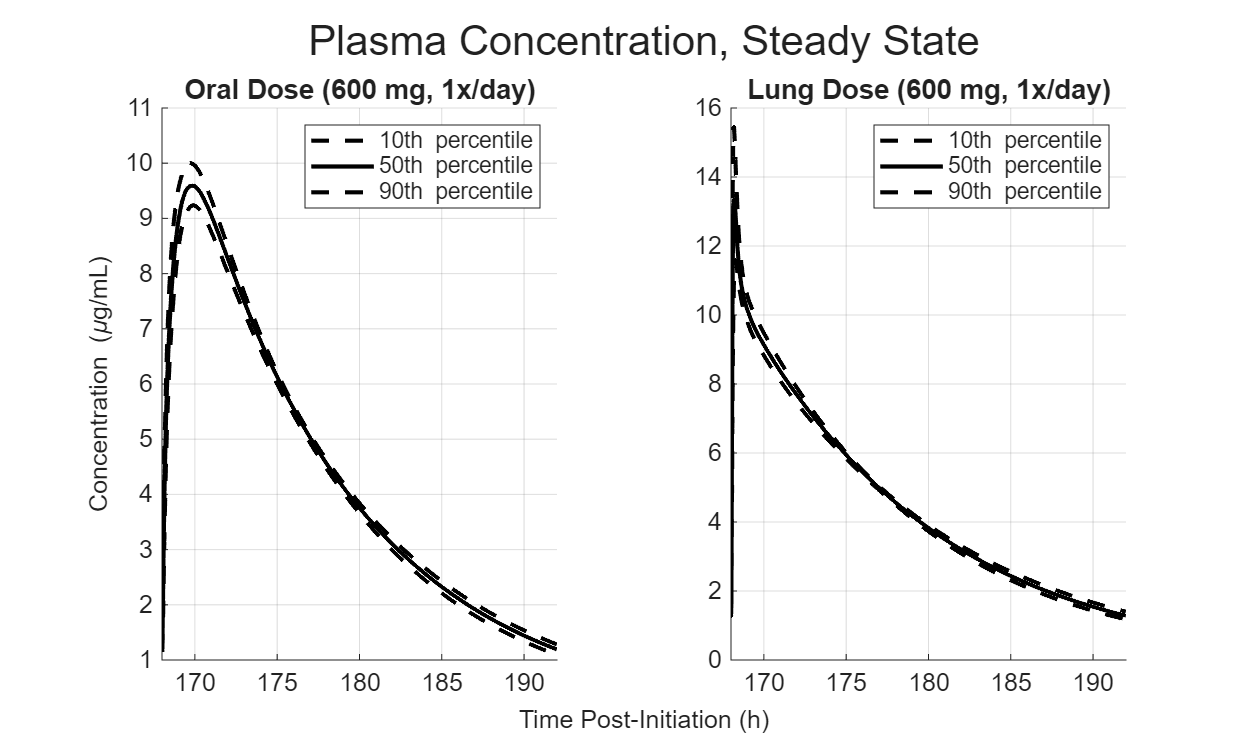 Plasma Concentration, Steady State
Oral Dose (600 mg, 1x/day)
11
10
9
8
7
6
5
4
3
2
1
170 175 180 185 190
10th percentile
50th percentile
90th percentile
Concentration (µg/mL)
Lung Dose (600 mg, 1x/day)
16
14
12
10
8
6
4
2
0
170 175 180 185 190
10th percentile
50th percentile
90th percentile
Time Post-Initiation (h)